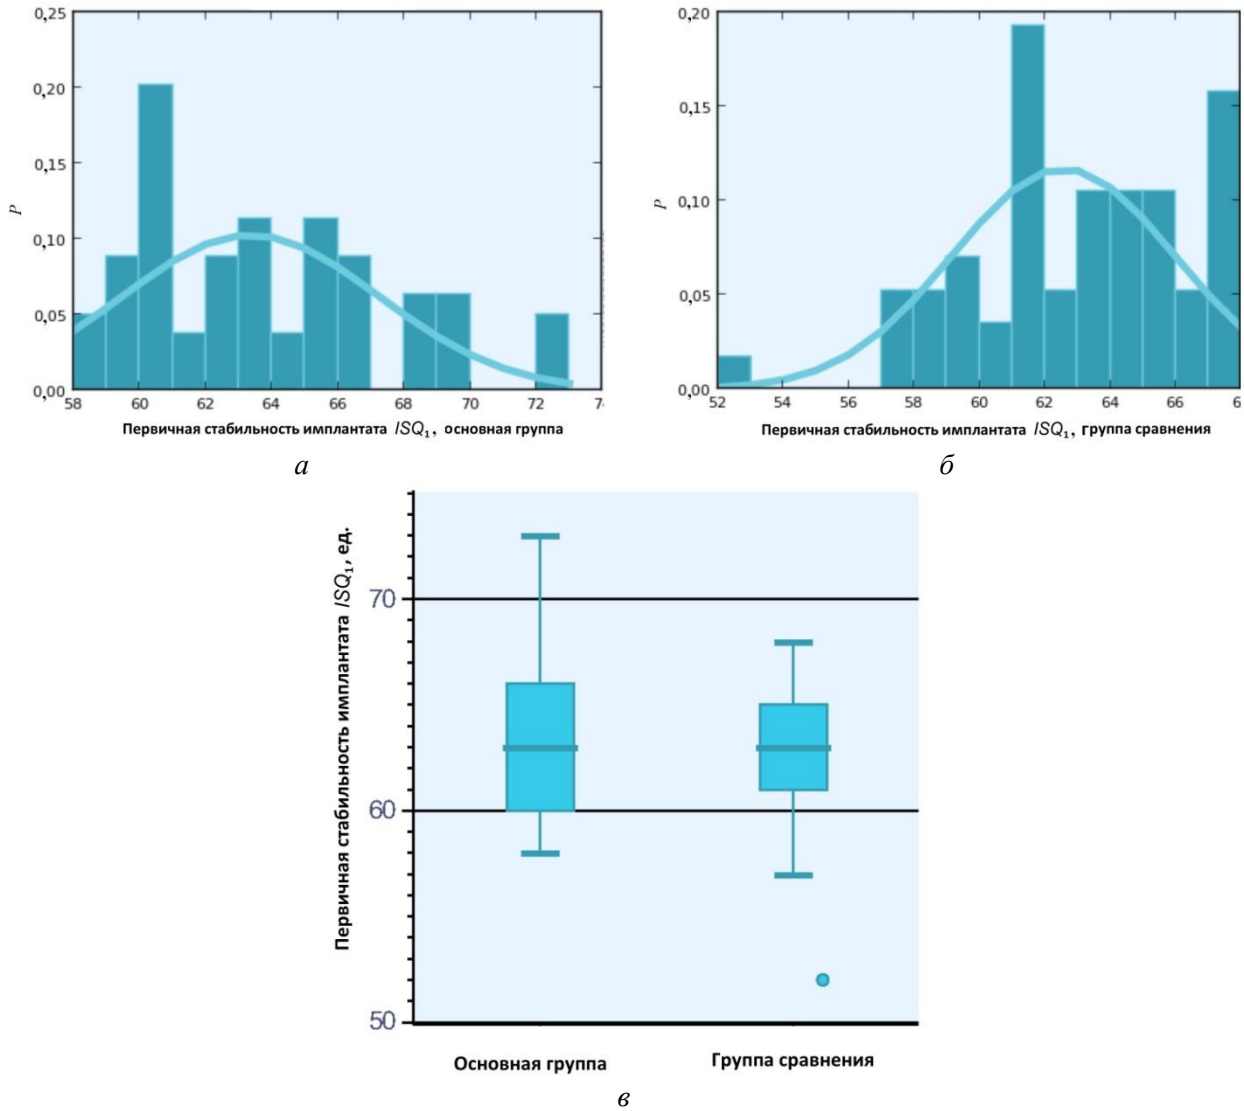 0,25
0,20
0,15
0,10
0,05
0,00
P
58 60 62 64 66 68 70 72 7
Первичная стабильность имплантата ISQ₁, основная группа
а
0,20
0,15
0,10
0,05
0,00
P
52 54 56 58 60 62 64 66 6
Первичная стабильность имплантата ISQ₁, группа сравнения
б
Первичная стабильность имплантата ISQ₁, ед.
70
60
50
Основная группа Группа сравнения
в